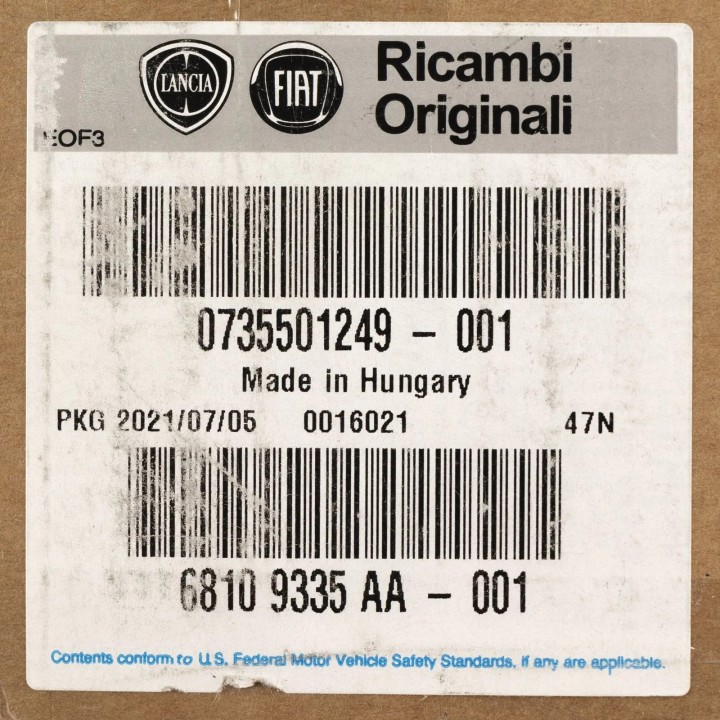 LANCIA FIAT Ricambi
Originali
EOF3
0735501249 – 001
Made in Hungary
PKG 2021/07/05 0016021 47N
6810 9335 AA – 001
Contents conform to U.S. Federal Motor Vehicle Safety Standards, if any are applicable.